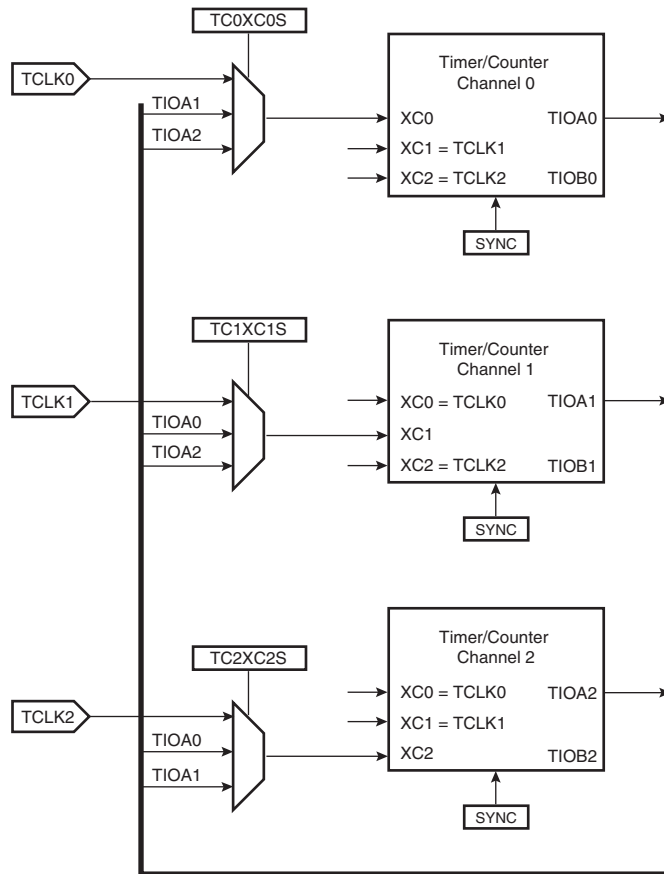 TC0XC0S
TCLK0
TIOA1
TIOA2
Timer/Counter
Channel 0
XC0
TIOA0
XC1 = TCLK1
XC2 = TCLK2
TIOB0
SYNC
TC1XC1S
TCLK1
TIOA0
TIOA2
Timer/Counter
Channel 1
XC0 = TCLK0
TIOA1
XC1
XC2 = TCLK2
TIOB1
SYNC
TC2XC2S
TCLK2
TIOA0
TIOA1
Timer/Counter
Channel 2
XC0 = TCLK0
TIOA2
XC1 = TCLK1
XC2
TIOB2
SYNC